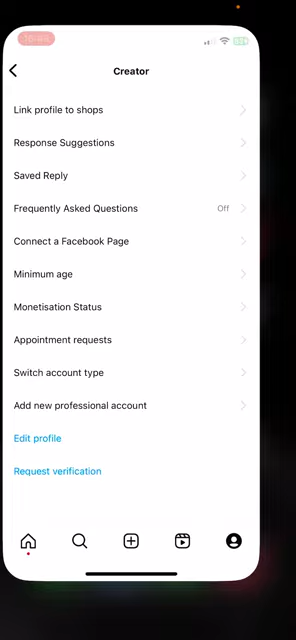 Creator
Link profile to shops
Response Suggestions
Saved Reply
Frequently Asked Questions
Off
Connect a Facebook Page
Minimum age
Monetisation Status
Appointment requests
Switch account type
Add new professional account
Edit profile
Request verification